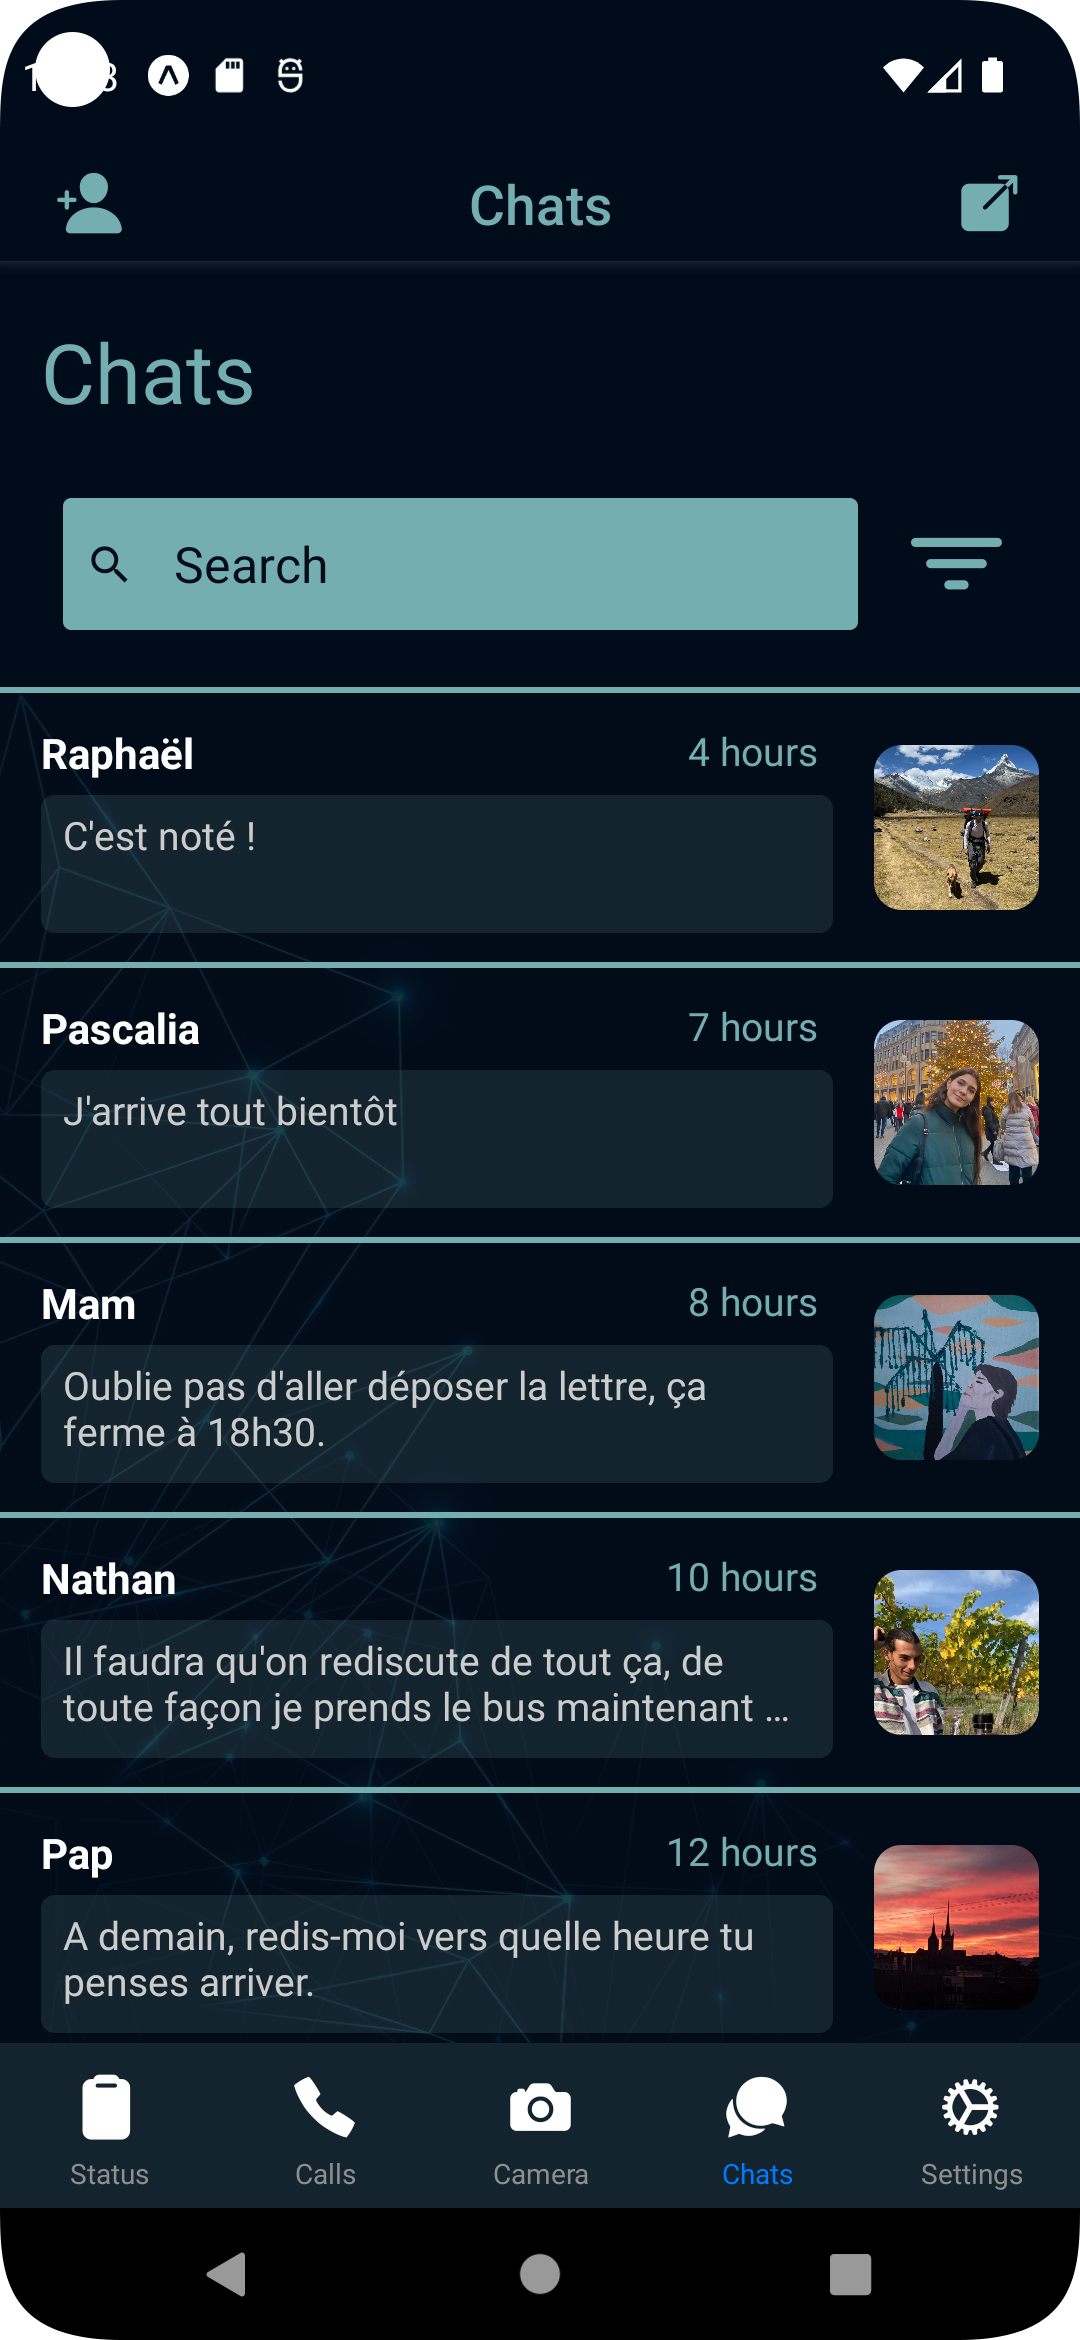 Chats
Chats
Search
Raphaël
4 hours
C'est noté !
Pascalia
7 hours
J'arrive tout bientôt
Mam
8 hours
Oublie pas d'aller déposer la lettre, ça
ferme à 18h30.
Nathan
10 hours
Il faudra qu'on rediscute de tout ça, de
toute façon je prends le bus maintenant ...
Pap
12 hours
A demain, redis-moi vers quelle heure tu
penses arriver.
Status
Calls
Camera
Chats
Settings